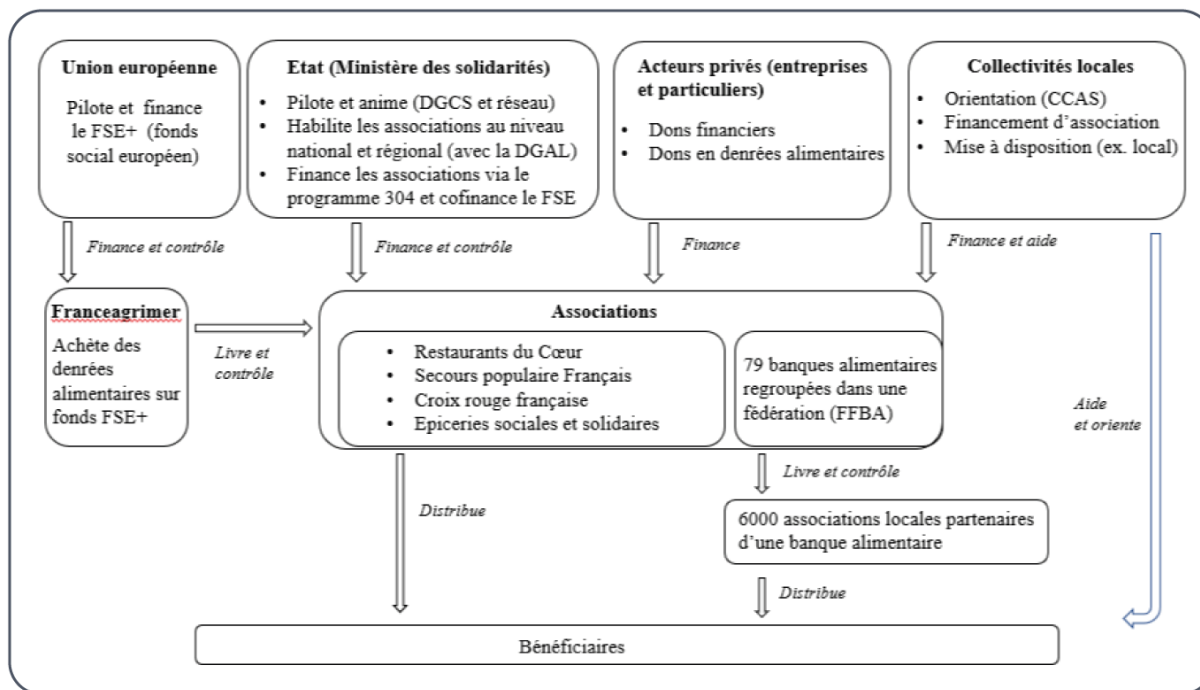 Union européenne
Pilote et finance
le FSE+ (fonds
social européen)
Etat (Ministère des solidarités)
• Pilote et anime (DGCS et réseau)
• Habilite les associations au niveau
national et régional (avec la DGAL)
• Finance les associations via le
programme 304 et cofinance le FSE
Acteurs privés (entreprises
et particuliers)
• Dons financiers
• Dons en denrées alimentaires
Collectivités locales
• Orientation (CCAS)
• Financement d'association
• Mise à disposition (ex. local)
Finance et contrôle
Finance et contrôle
Finance
Finance et aide
Franceagrimer
Achète des
denrées
alimentaires sur
fonds FSE+
Livre et
contrôle
Associations
• Restaurants du Cœur
• Secours populaire Français
• Croix rouge française
• Epiceries sociales et solidaires
79 banques alimentaires
regroupées dans une
fédération (FFBA)
Aide
et oriente
Livre et contrôle
Distribue
6000 associations locales partenaires
d'une banque alimentaire
Distribue
Bénéficiaires